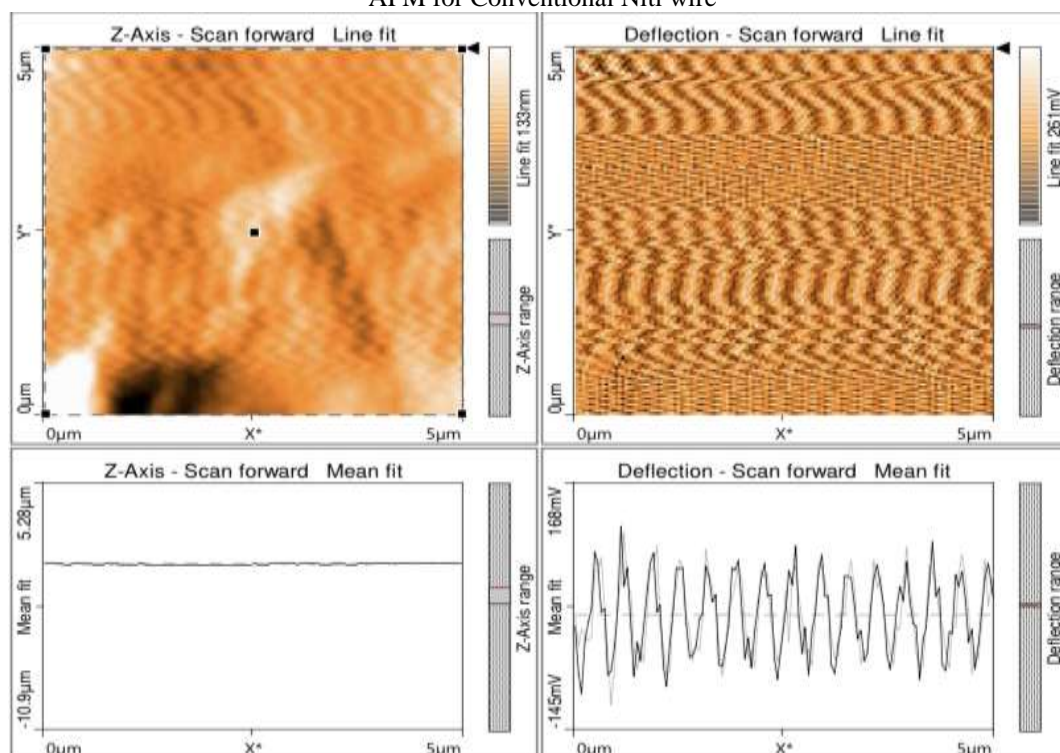 AFM for Conventional Niti wire
Z-Axis - Scan forward Line fit
5µm
Y*
0µm
0µm
X*
5µm
Line fit 133nm
Z-Axis range
Deflection - Scan forward Line fit
5µm
Y*
0µm
0µm
X*
5µm
Line fit 261mV
Deflection range
Z-Axis - Scan forward Mean fit
5.28µm
Mean fit
-10.9µm
0µm
X*
5µm
Z-Axis range
Deflection - Scan forward Mean fit
168mV
Mean fit
-145mV
0µm
X*
5µm
Deflection range